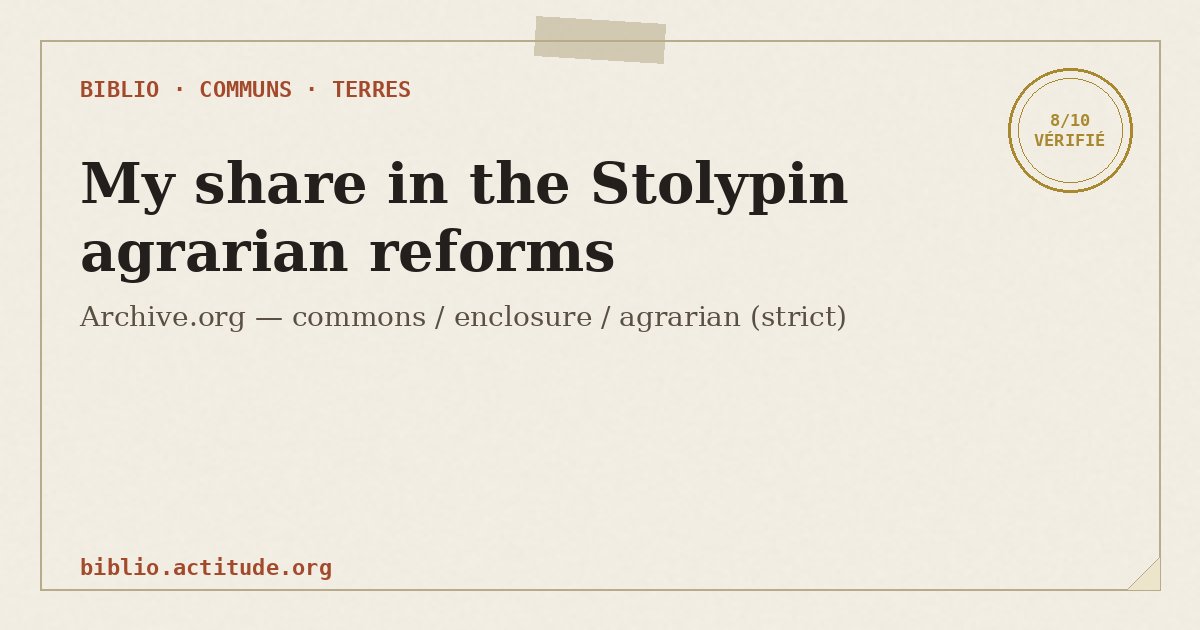 BIBLIO · COMMUNS · TERRES
8/10
VÉRIFIÉ
My share in the Stolypin
agrarian reforms
Archive.org — commons / enclosure / agrarian (strict)
biblio.actitude.org